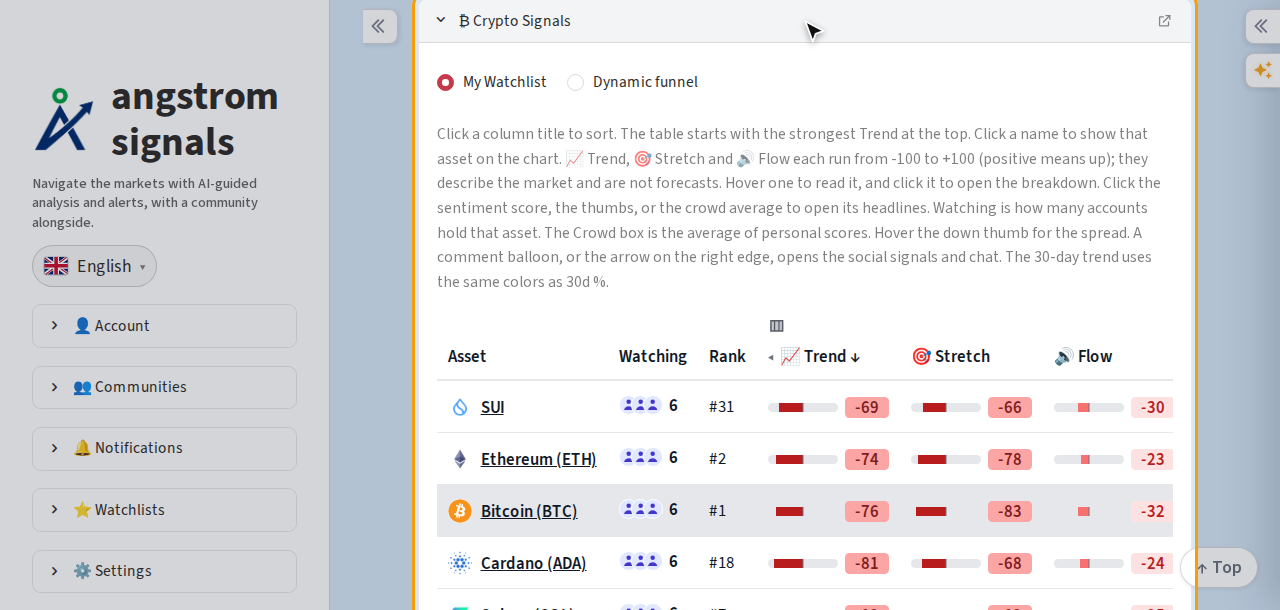 ₿ Crypto Signals
angstrom
signals
Navigate the markets with AI-guided
analysis and alerts, with a community
alongside.
English
Account
Communities
Notifications
Watchlists
Settings
My Watchlist Dynamic funnel
Click a column title to sort. The table starts with the strongest Trend at the top. Click a name to show that
asset on the chart. 📈 Trend, 🎯 Stretch and 🔊 Flow each run from -100 to +100 (positive means up); they
describe the market and are not forecasts. Hover one to read it, and click it to open the breakdown. Click the
sentiment score, the thumbs, or the crowd average to open its headlines. Watching is how many accounts
hold that asset. The Crowd box is the average of personal scores. Hover the down thumb for the spread. A
comment balloon, or the arrow on the right edge, opens the social signals and chat. The 30-day trend uses
the same colors as 30d %.
Asset Watching Rank 📈 Trend ↓ 🎯 Stretch 🔊 Flow
SUI 6 #31 -69 -66 -30
Ethereum (ETH) 6 #2 -74 -78 -23
Bitcoin (BTC) 6 #1 -76 -83 -32
Cardano (ADA) 6 #18 -81 -68 -24
↑ Top